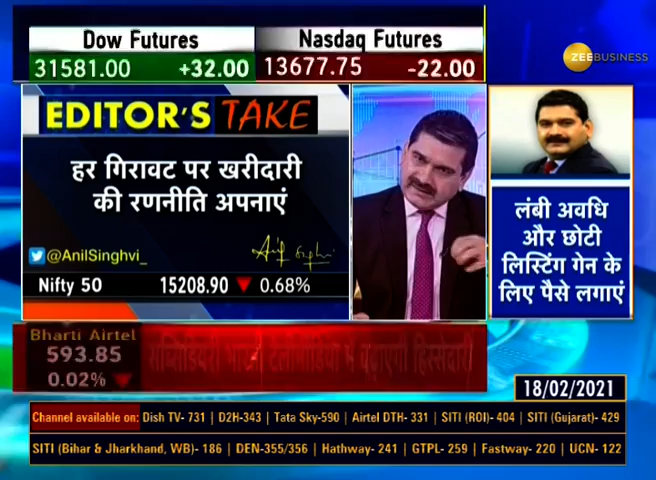 Dow Futures
31581.00 +32.00
Nasdaq Futures
13677.75 -22.00
ZEE BUSINESS
EDITOR'S TAKE
हर गिरावट पर खरीदारी
की रणनीति अपनाएं
@AnilSinghvi_
Nifty 50 15208.90 ▼ 0.68%
लंबी अवधि
और छोटी
लिस्टिंग गेन के
लिए पैसे लगाएं
Bharti Airtel
593.85
0.02% ▼
18/02/2021
Channel available on: Dish TV- 731 | D2H-343 | Tata Sky-590 | Airtel DTH- 331 | SITI (ROI)- 404 | SITI (Gujarat)- 429
SITI (Bihar & Jharkhand, WB)- 186 | DEN-355/356 | Hathway- 241 | GTPL- 259 | Fastway- 220 | UCN- 122